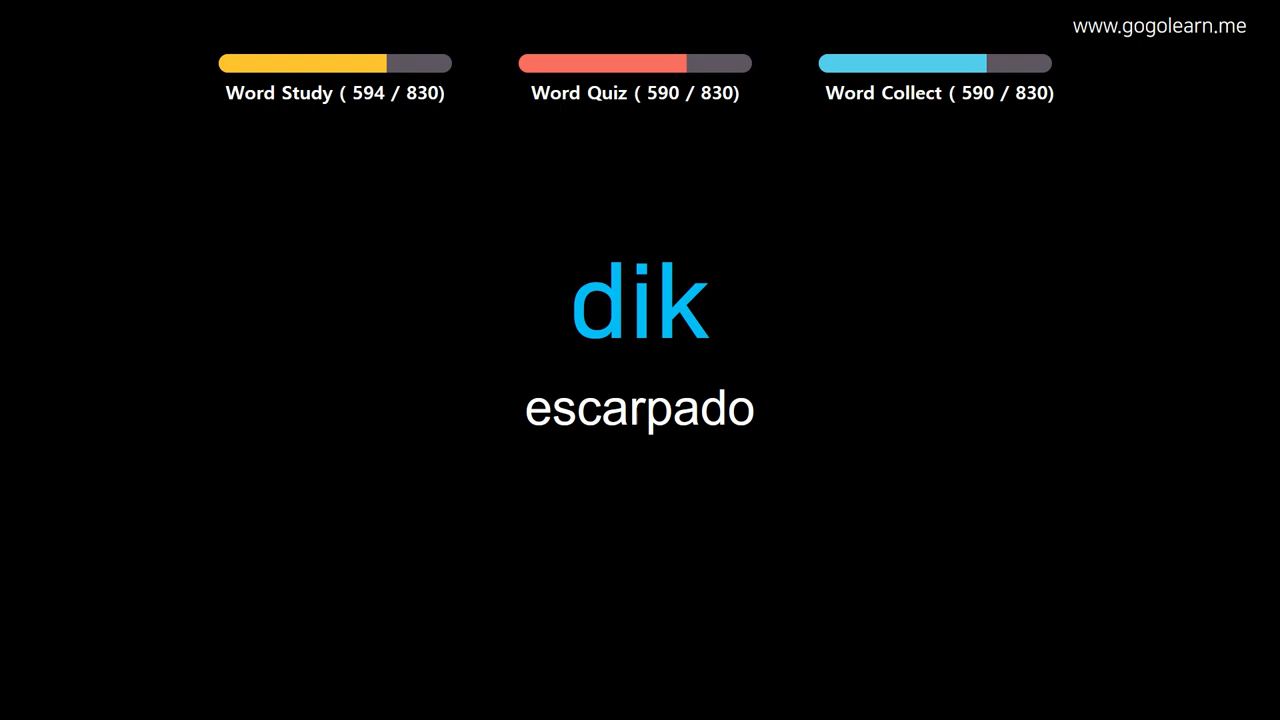 www.gogolearn.me
Word Study ( 594 / 830)
Word Quiz ( 590 / 830)
Word Collect ( 590 / 830)
dik
escarpado